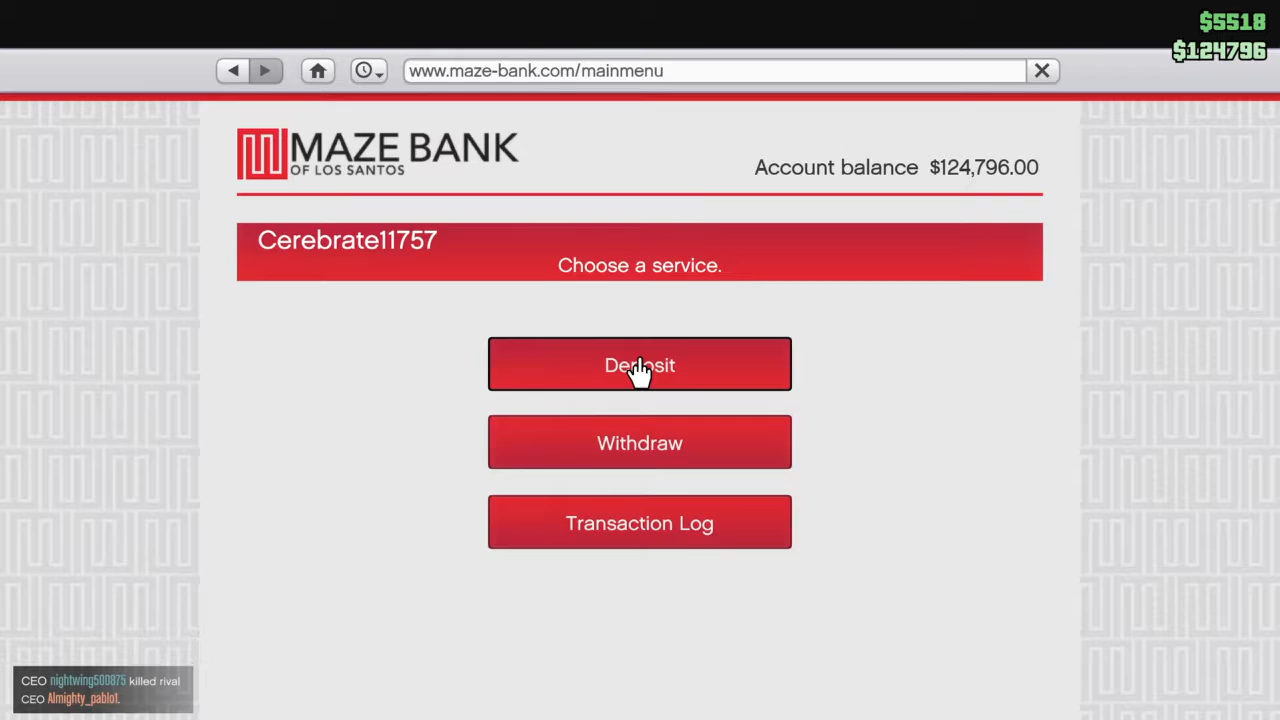 $5518
$124796
www.maze-bank.com/mainmenu
MAZE BANK
OF LOS SANTOS
Account balance $124,796.00
Cerebrate11757
Choose a service.
Deposit
Withdraw
Transaction Log
CEO nightwing500875 killed rival
CEO Almighty_pablo1.